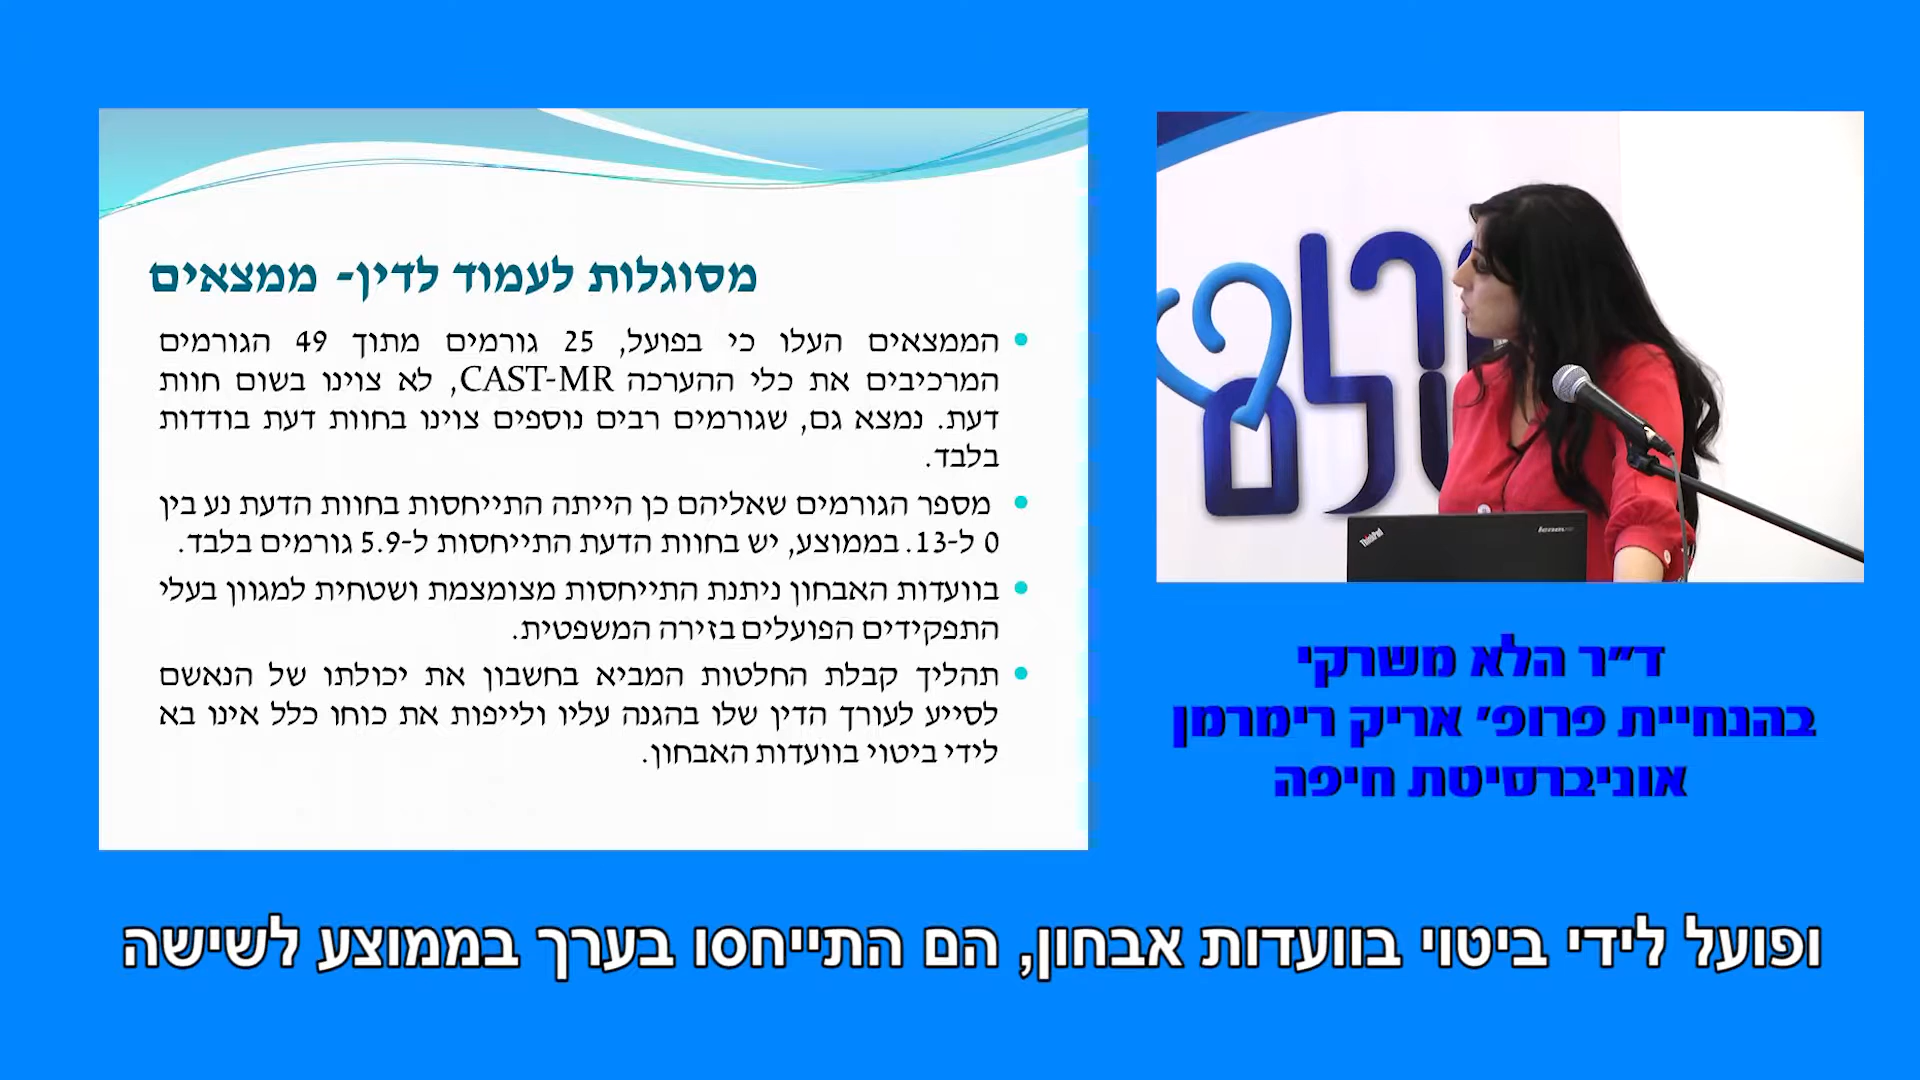 מסוגלות לעמוד לדין- ממצאים
הממצאים העלו כי בפועל, 25 גורמים מתוך 49 הגורמים
המרכיבים את כלי ההערכה CAST-MR, לא צוינו בשום חוות
דעת. נמצא גם, שגורמים רבים נוספים צוינו בחוות דעת בודדות
בלבד.
מספר הגורמים שאליהם כן הייתה התייחסות בחוות הדעת נע בין
0 ל-13. בממוצע, יש בחוות הדעת התייחסות ל-5.9 גורמים בלבד.
בוועדות האבחון ניתנת התייחסות מצומצמת ושטחית למגוון בעלי
התפקידים הפועלים בזירה המשפטית.
תהליך קבלת החלטות המביא בחשבון את יכולתו של הנאשם
לסייע לעורך הדין שלו בהגנה עליו ולייפות את כוחו כלל אינו בא
לידי ביטוי בוועדות האבחון.
ThinkPad
lenovo
ד״ר הלא משרקי
בהנחיית פרופ׳ אריק רימרמן
אוניברסיטת חיפה
ופועל לידי ביטוי בוועדות אבחון, הם התייחסו בערך בממוצע לשישה